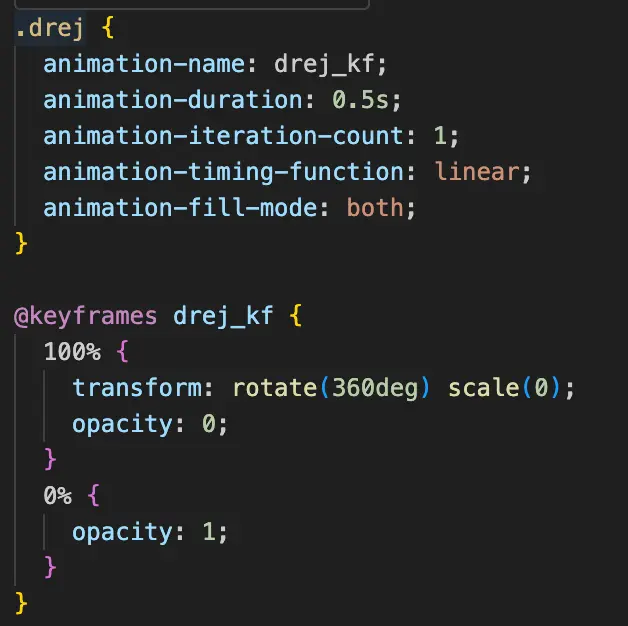 .drej {
animation-name: drej_kf;
animation-duration: 0.5s;
animation-iteration-count: 1;
animation-timing-function: linear;
animation-fill-mode: both;
}
@keyframes drej_kf {
100% {
transform: rotate(360deg) scale(0);
opacity: 0;
}
0% {
opacity: 1;
}
}